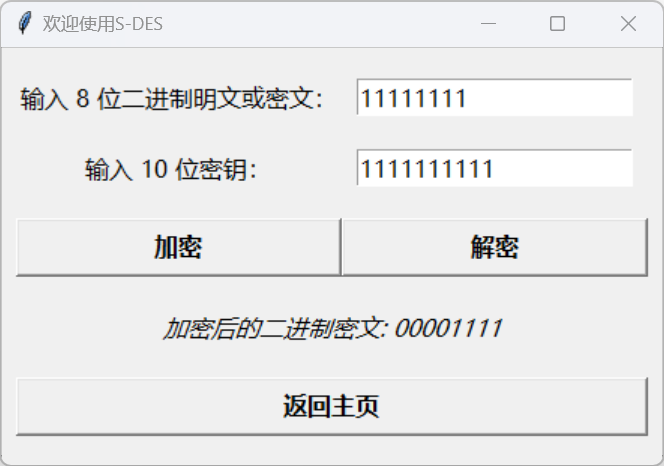 欢迎使用S-DES
输入 8 位二进制明文或密文： 11111111
输入 10 位密钥： 1111111111
加密 解密
加密后的二进制密文: 00001111
返回主页